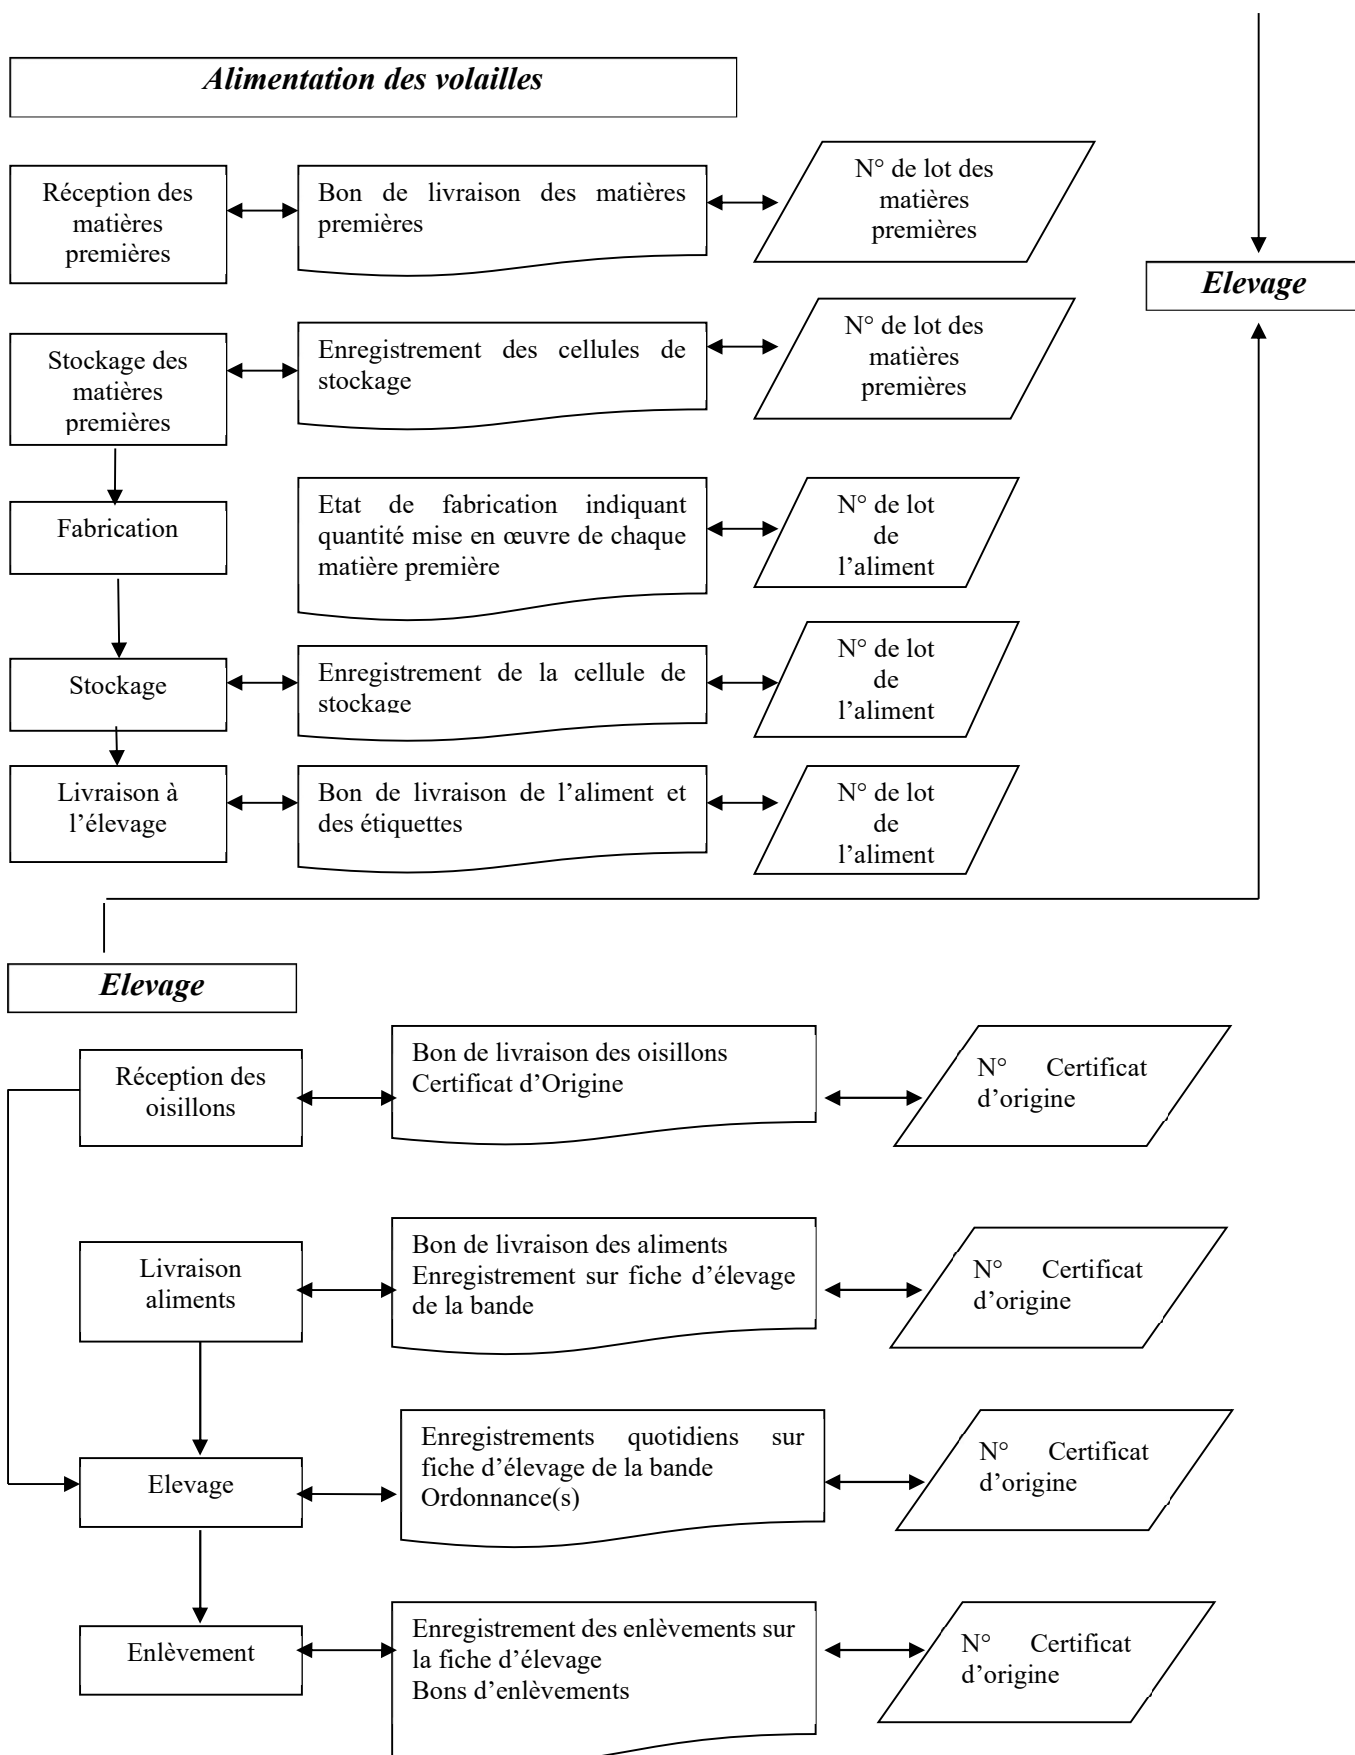 Alimentation des volailles
Réception des
matières
premières
Bon de livraison des matières
premières
N° de lot des
matières
premières
Elevage
Stockage des
matières
premières
Enregistrement des cellules de
stockage
N° de lot des
matières
premières
Fabrication
Etat de fabrication indiquant
quantité mise en œuvre de chaque
matière première
N° de lot
de
l’aliment
Stockage
Enregistrement de la cellule de
stockage
N° de lot
de
l’aliment
Livraison à
l’élevage
Bon de livraison de l’aliment et
des étiquettes
N° de lot
de
l’aliment
Elevage
Réception des
oisillons
Bon de livraison des oisillons
Certificat d’Origine
N° Certificat
d’origine
Livraison
aliments
Bon de livraison des aliments
Enregistrement sur fiche d’élevage
de la bande
N° Certificat
d’origine
Elevage
Enregistrements quotidiens sur
fiche d’élevage de la bande
Ordonnance(s)
N° Certificat
d’origine
Enlèvement
Enregistrement des enlèvements sur
la fiche d’élevage
Bons d’enlèvements
N° Certificat
d’origine